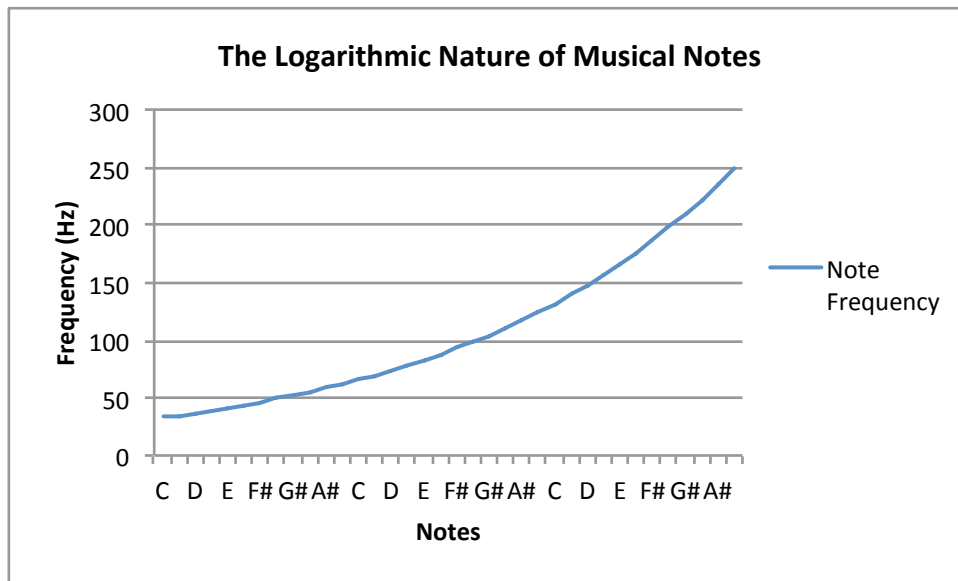 The Logarithmic Nature of Musical Notes
300
250
200
150
100
50
0
Frequency (Hz)
C D E F# G# A# C D E F# G# A# C D E F# G# A#
Notes
Note
Frequency